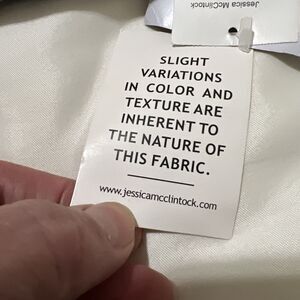 Jessica McClintock
SLIGHT
VARIATIONS
IN COLOR AND
TEXTURE ARE
INHERENT TO
THE NATURE OF
THIS FABRIC.
www.jessicamcclintock.com